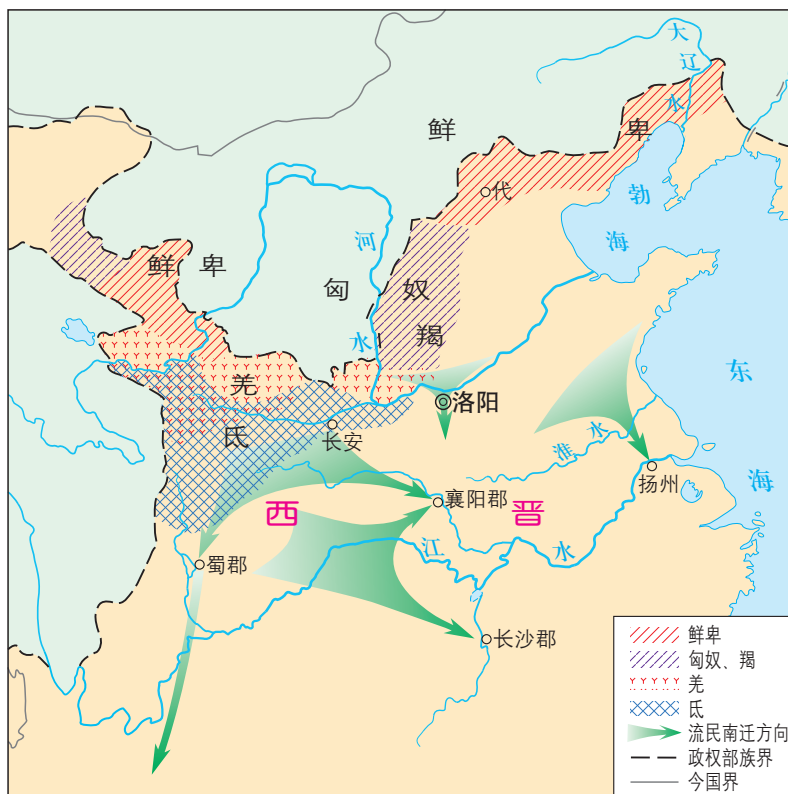 大辽水
鲜卑
代
勃海
河水
鲜卑
匈奴
羯
羌
氐
洛阳
长安
东海
淮水
扬州
襄阳郡
西晋
江水
蜀郡
长沙郡
鲜卑
匈奴、羯
羌
氐
流民南迁方向
政权部族界
今国界